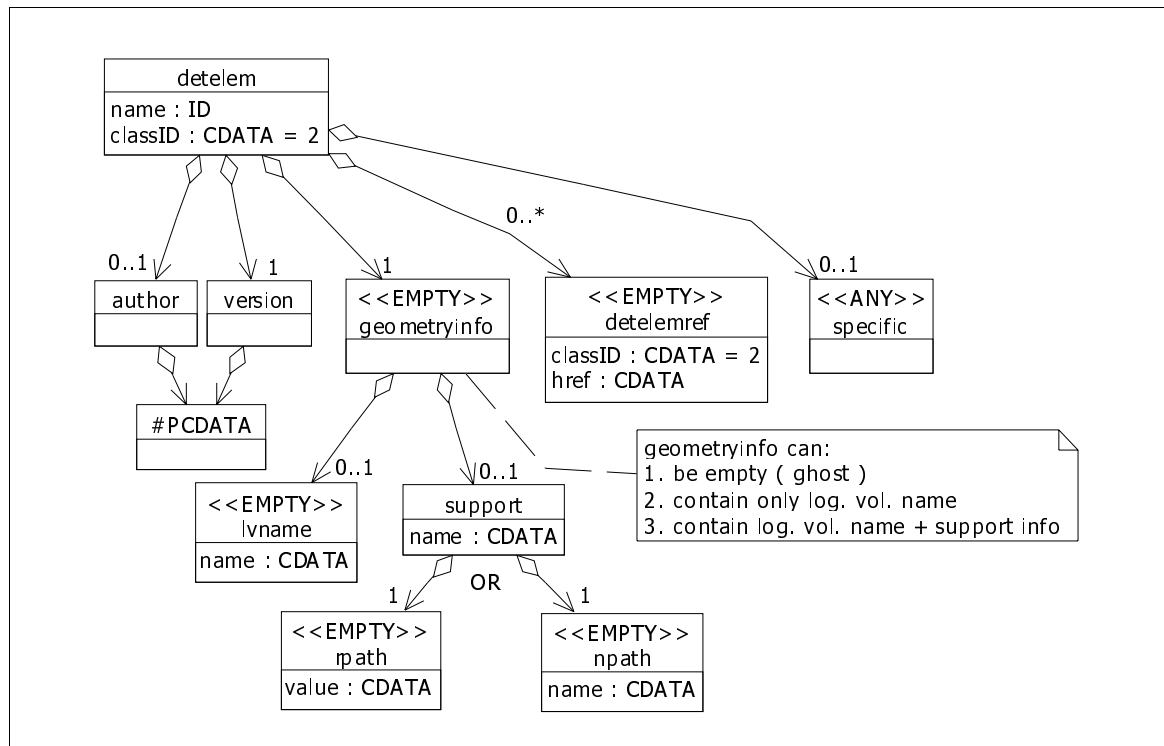 detelem
name : ID
classID : CDATA = 2
0..*
0..1
1
1
0..1
author
version
<<EMPTY>>
geometryinfo
<<EMPTY>>
detelemref
classID : CDATA = 2
href : CDATA
<<ANY>>
specific
#PCDATA
geometryinfo can:
1. be empty ( ghost )
2. contain only log. vol. name
3. contain log. vol. name + support info
0..1
0..1
<<EMPTY>>
lvname
name : CDATA
support
name : CDATA
OR
1
1
<<EMPTY>>
rpath
value : CDATA
<<EMPTY>>
npath
name : CDATA